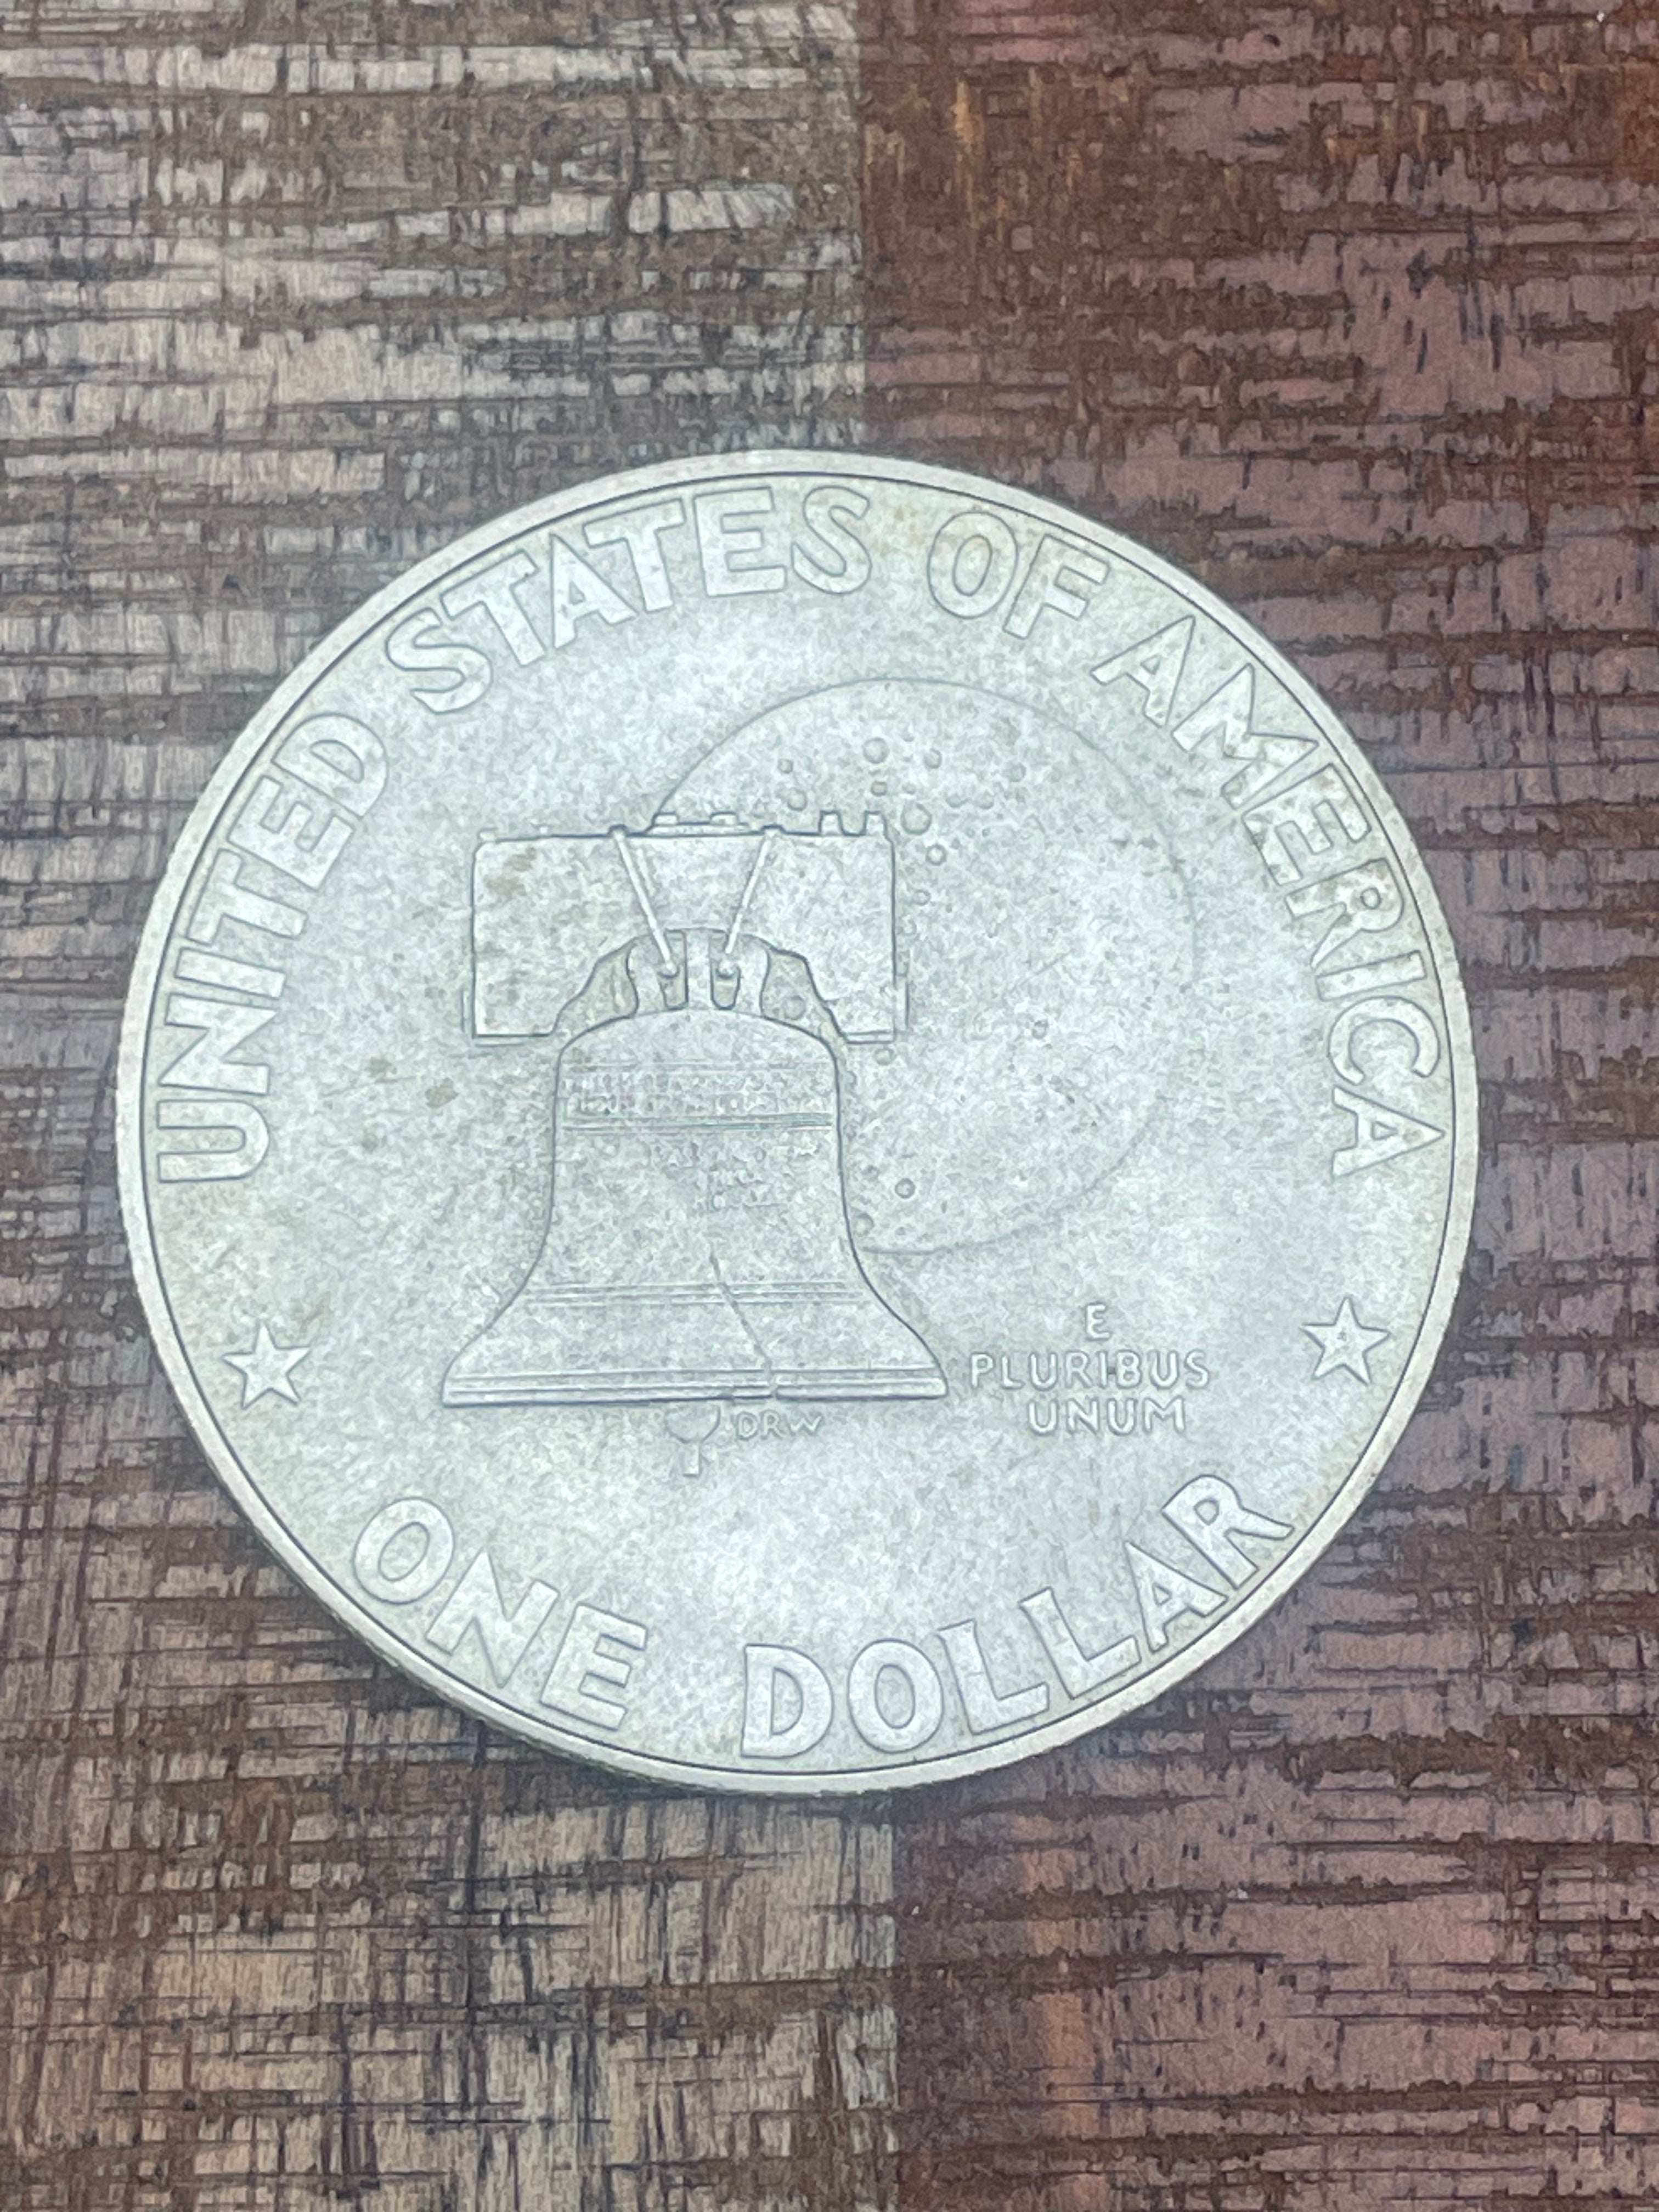 UNITED STATES OF AMERICA
E
PLURIBUS
UNUM
DRW
ONE DOLLAR